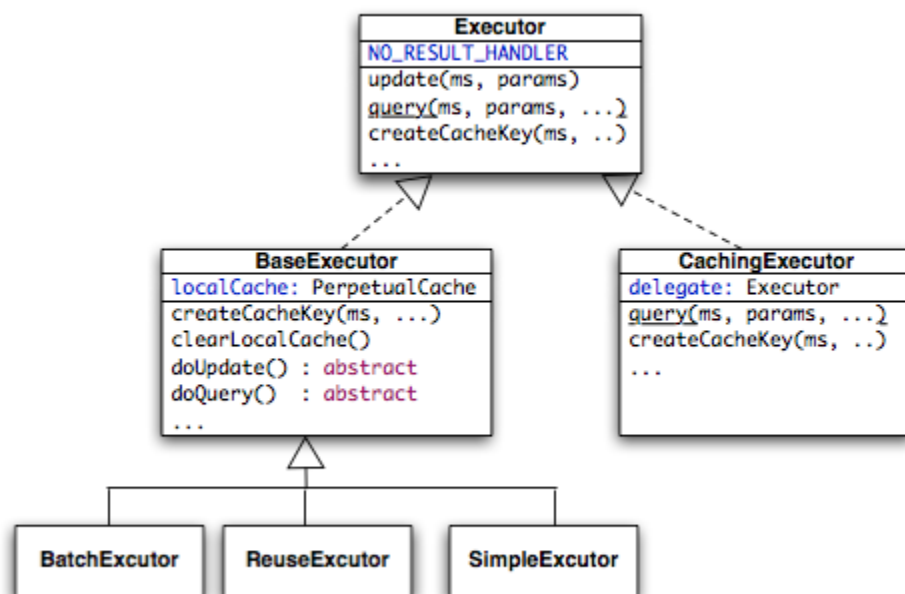 Executor
NO_RESULT_HANDLER
update(ms, params)
query(ms, params, ...)
createCacheKey(ms, ..)
...
BaseExecutor
localCache: PerpetualCache
createCacheKey(ms, ...)
clearLocalCache()
doUpdate() : abstract
doQuery() : abstract
...
CachingExecutor
delegate: Executor
query(ms, params, ...)
createCacheKey(ms, ..)
...
BatchExcutor
ReuseExcutor
SimpleExcutor